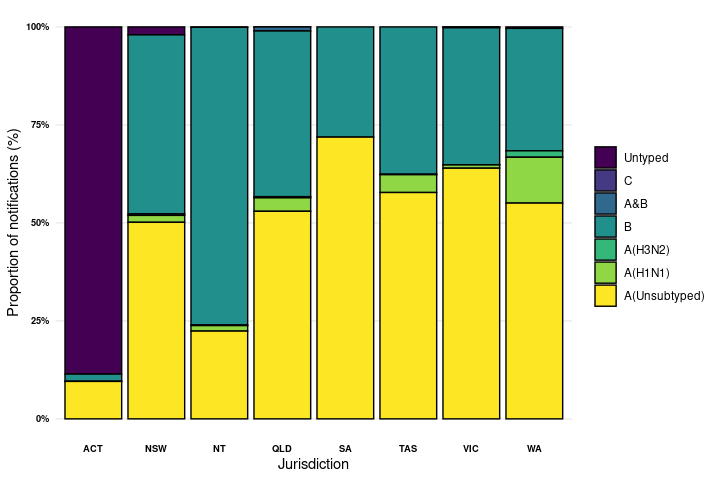 100%
75%
50%
25%
0%
Proportion of notifications (%)
ACT NSW NT QLD SA TAS VIC WA
Jurisdiction
Untyped
C
A&B
B
A(H3N2)
A(H1N1)
A(Unsubtyped)